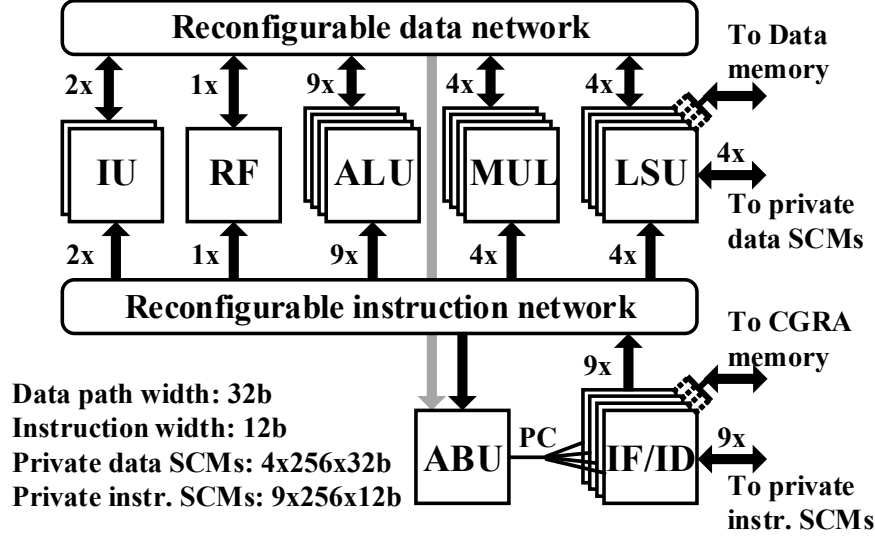 Reconfigurable data network
To Data
memory
2x 1x 9x 4x 4x
IU RF ALU MUL LSU
4x
To private
data SCMs
2x 1x 9x 4x 4x
Reconfigurable instruction network
To CGRA
memory
9x
Data path width: 32b
Instruction width: 12b
Private data SCMs: 4x256x32b
Private instr. SCMs: 9x256x12b
ABU PC IF/ID
9x
To private
instr. SCMs